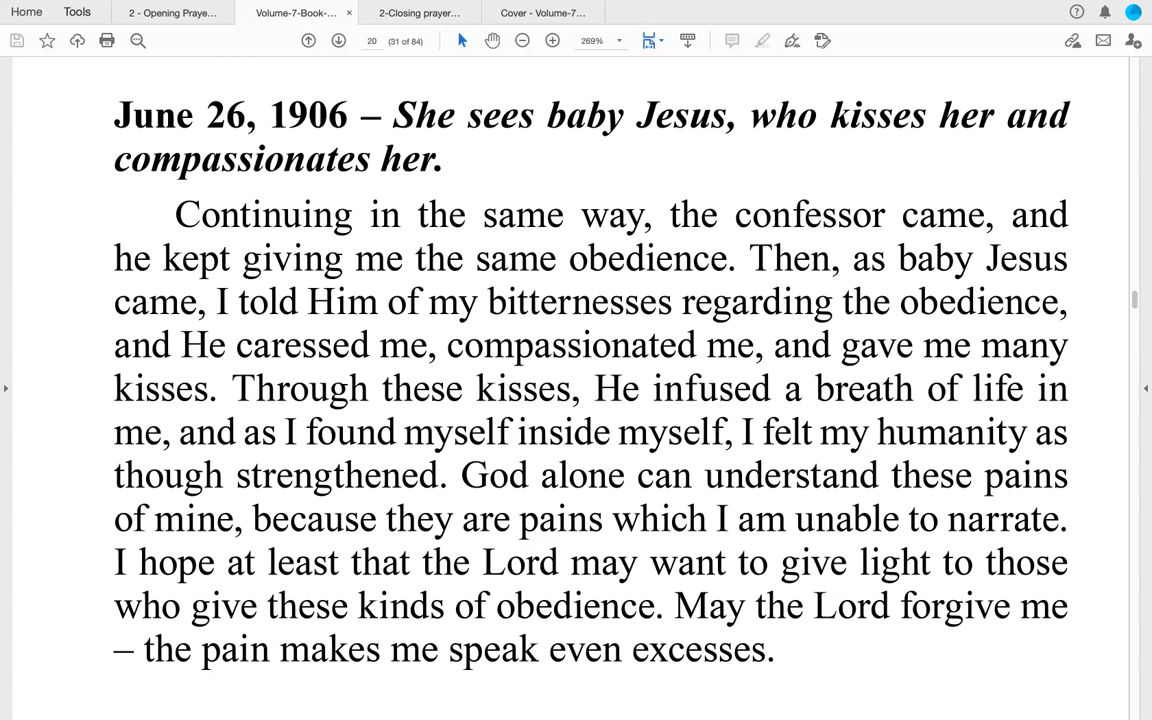 Home Tools 2 - Opening Praye... Volume-7-Book-... × 2-Closing prayer... Cover - Volume-7...
20 (31 of 84) 269%
June 26, 1906 – She sees baby Jesus, who kisses her and
compassionates her.
Continuing in the same way, the confessor came, and
he kept giving me the same obedience. Then, as baby Jesus
came, I told Him of my bitternesses regarding the obedience,
and He caressed me, compassionated me, and gave me many
kisses. Through these kisses, He infused a breath of life in
me, and as I found myself inside myself, I felt my humanity as
though strengthened. God alone can understand these pains
of mine, because they are pains which I am unable to narrate.
I hope at least that the Lord may want to give light to those
who give these kinds of obedience. May the Lord forgive me
– the pain makes me speak even excesses.